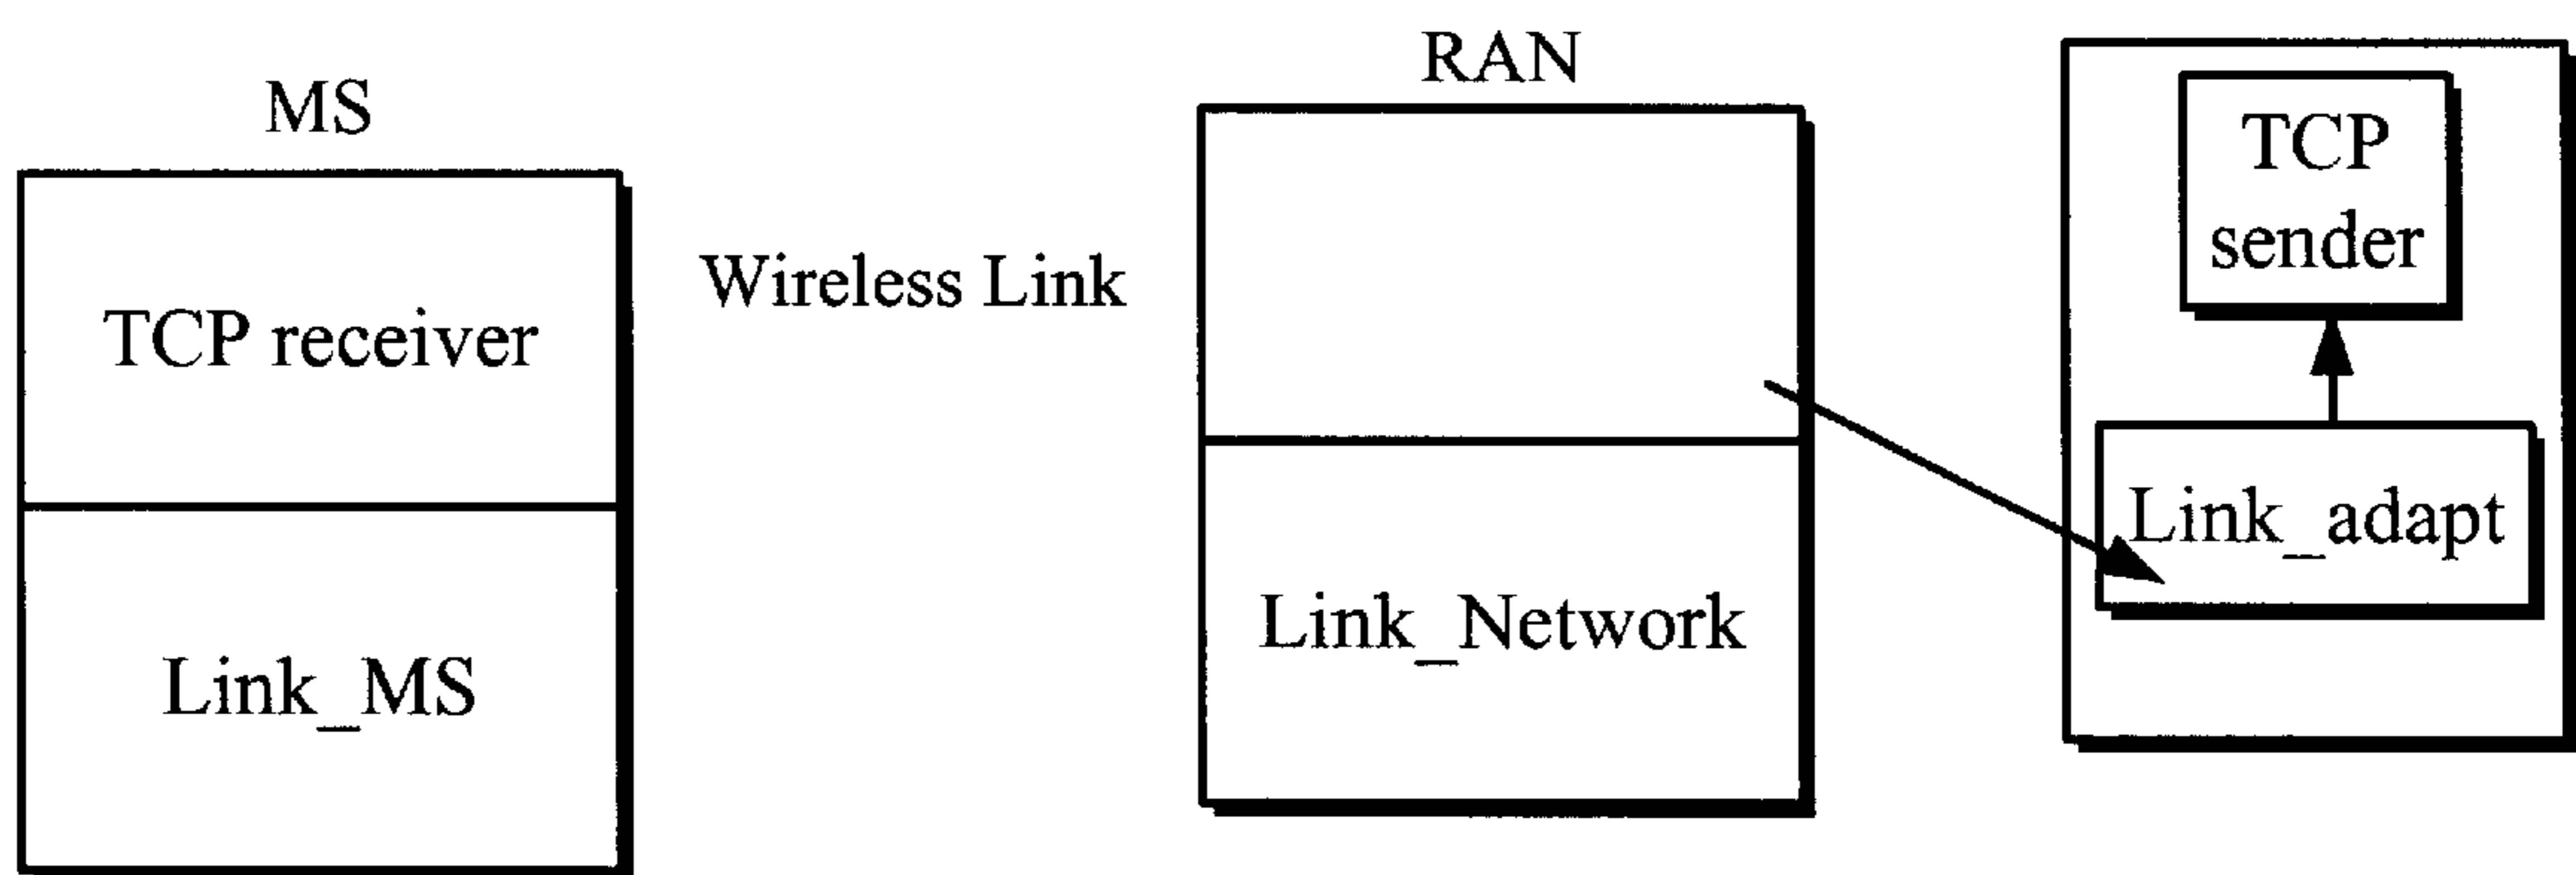 MS
TCP receiver
Link_MS
Wireless Link
RAN
Link_Network
TCP
sender
Link_adapt